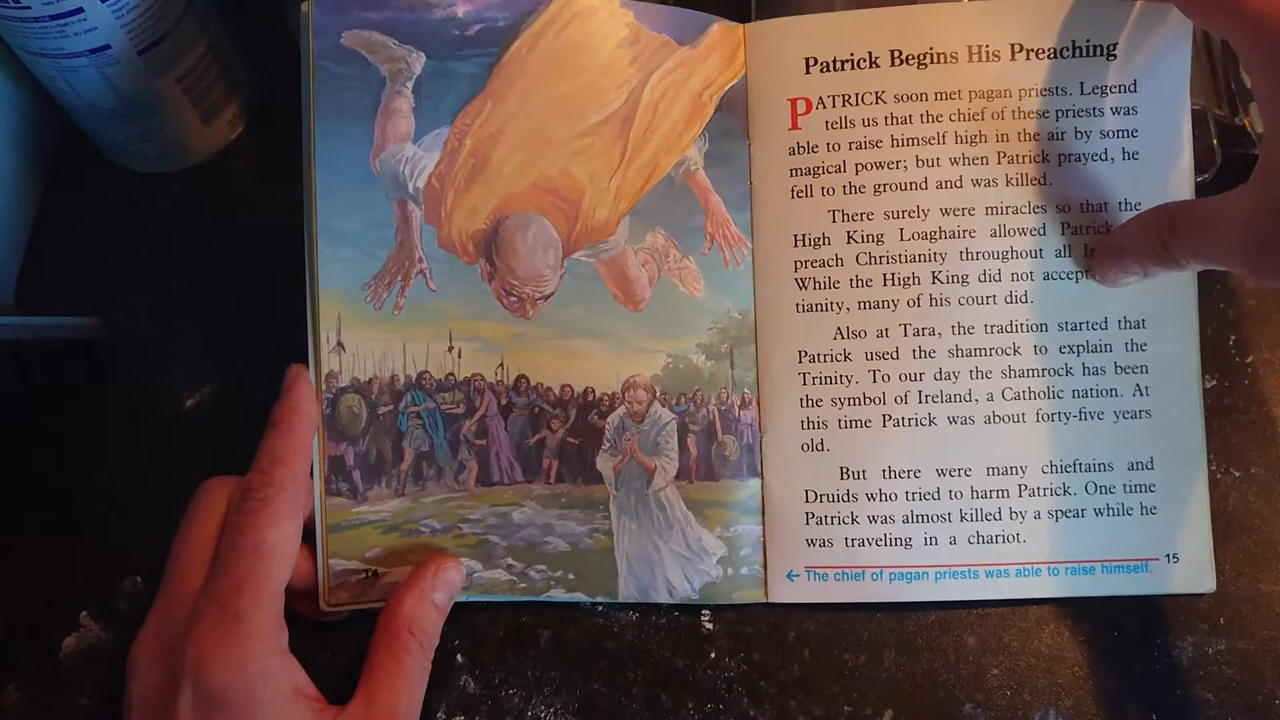 Patrick Begins His Preaching
PATRICK soon met pagan priests. Legend
tells us that the chief of these priests was
able to raise himself high in the air by some
magical power; but when Patrick prayed, he
fell to the ground and was killed.
There surely were miracles so that the
High King Loaghaire allowed Patrick
preach Christianity throughout all
While the High King did not accept
tianity, many of his court did.
Also at Tara, the tradition started that
Patrick used the shamrock to explain the
Trinity. To our day the shamrock has been
the symbol of Ireland, a Catholic nation. At
this time Patrick was about forty-five years
old.
But there were many chieftains and
Druids who tried to harm Patrick. One time
Patrick was almost killed by a spear while he
was traveling in a chariot.
← The chief of pagan priests was able to raise himself.
15
14